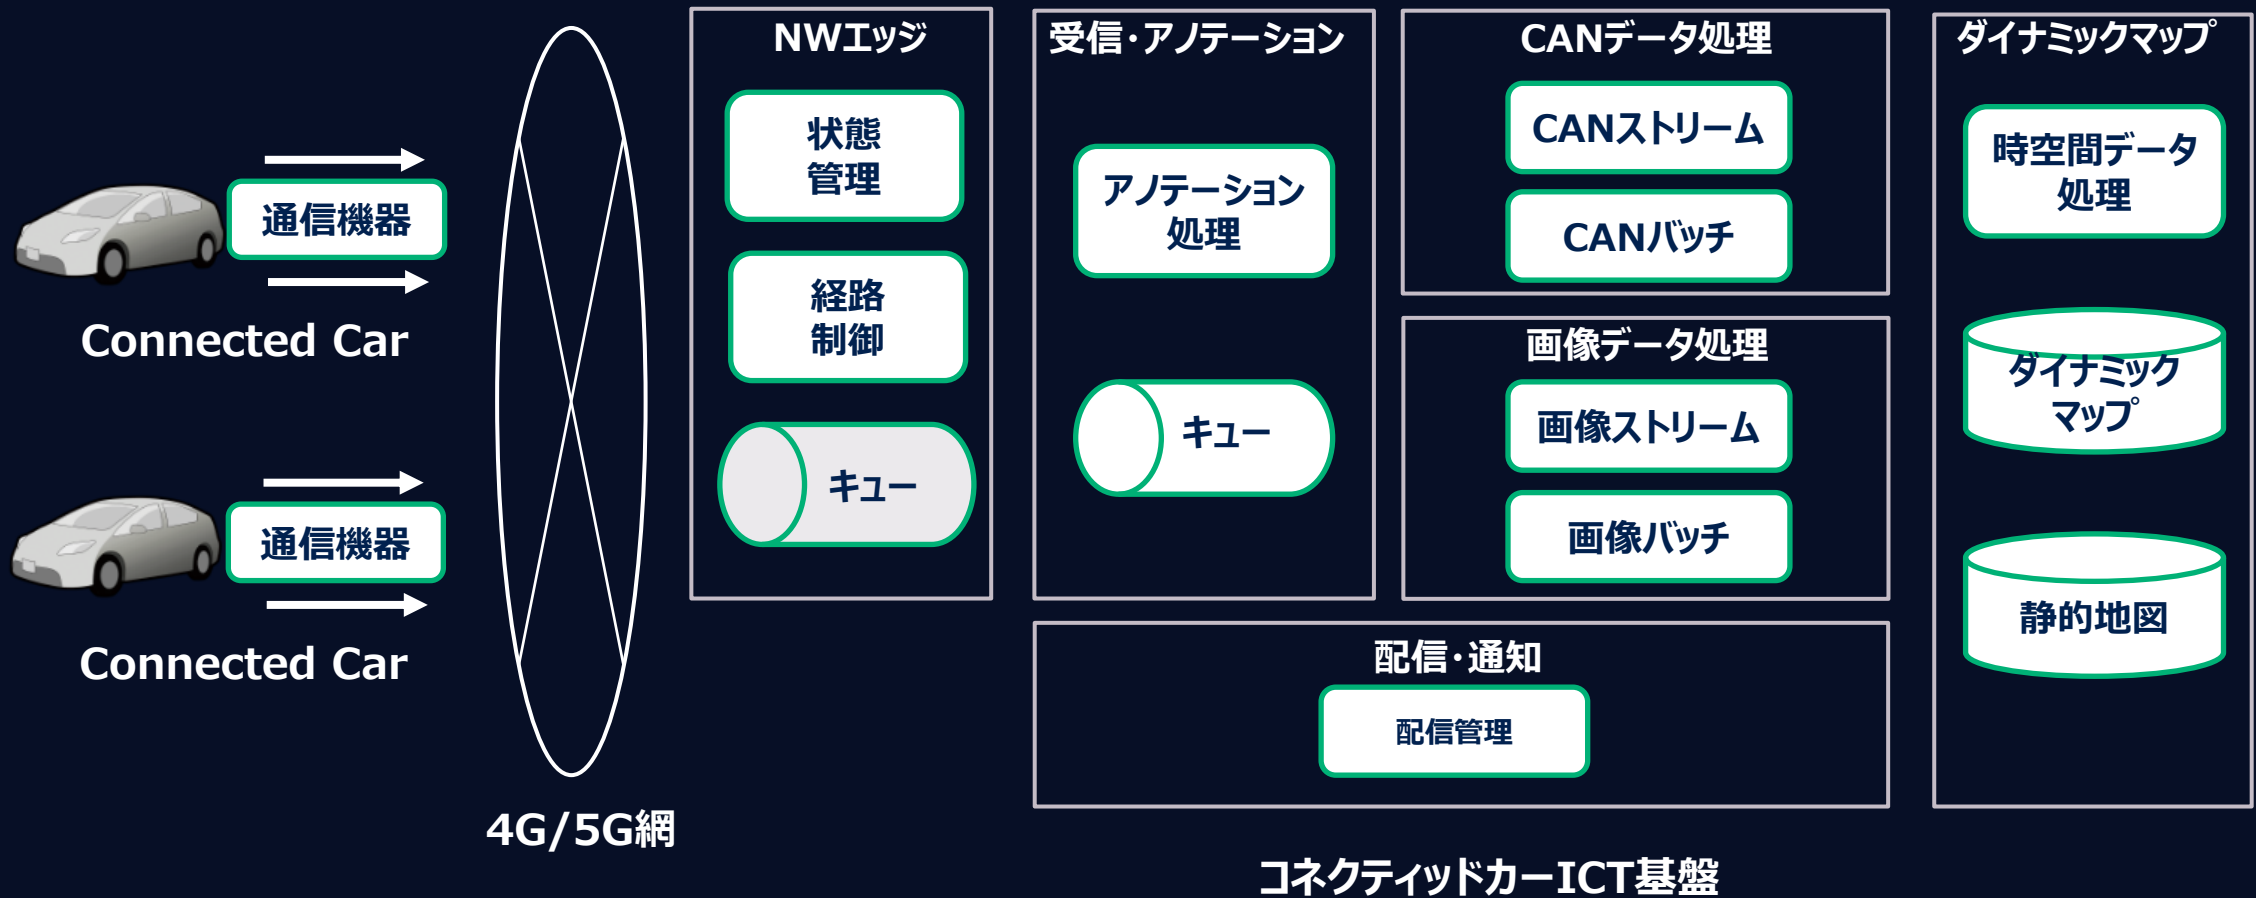 通信機器
Connected Car
通信機器
Connected Car
4G/5G網
NWエッジ
状態
管理
経路
制御
キュー
受信・アノテーション
アノテーション
処理
キュー
CANデータ処理
CANストリーム
CANバッチ
画像データ処理
画像ストリーム
画像バッチ
配信・通知
配信管理
ダイナミックマップ
時空間データ
処理
ダイナミック
マップ
静的地図
コネクティッドカーICT基盤